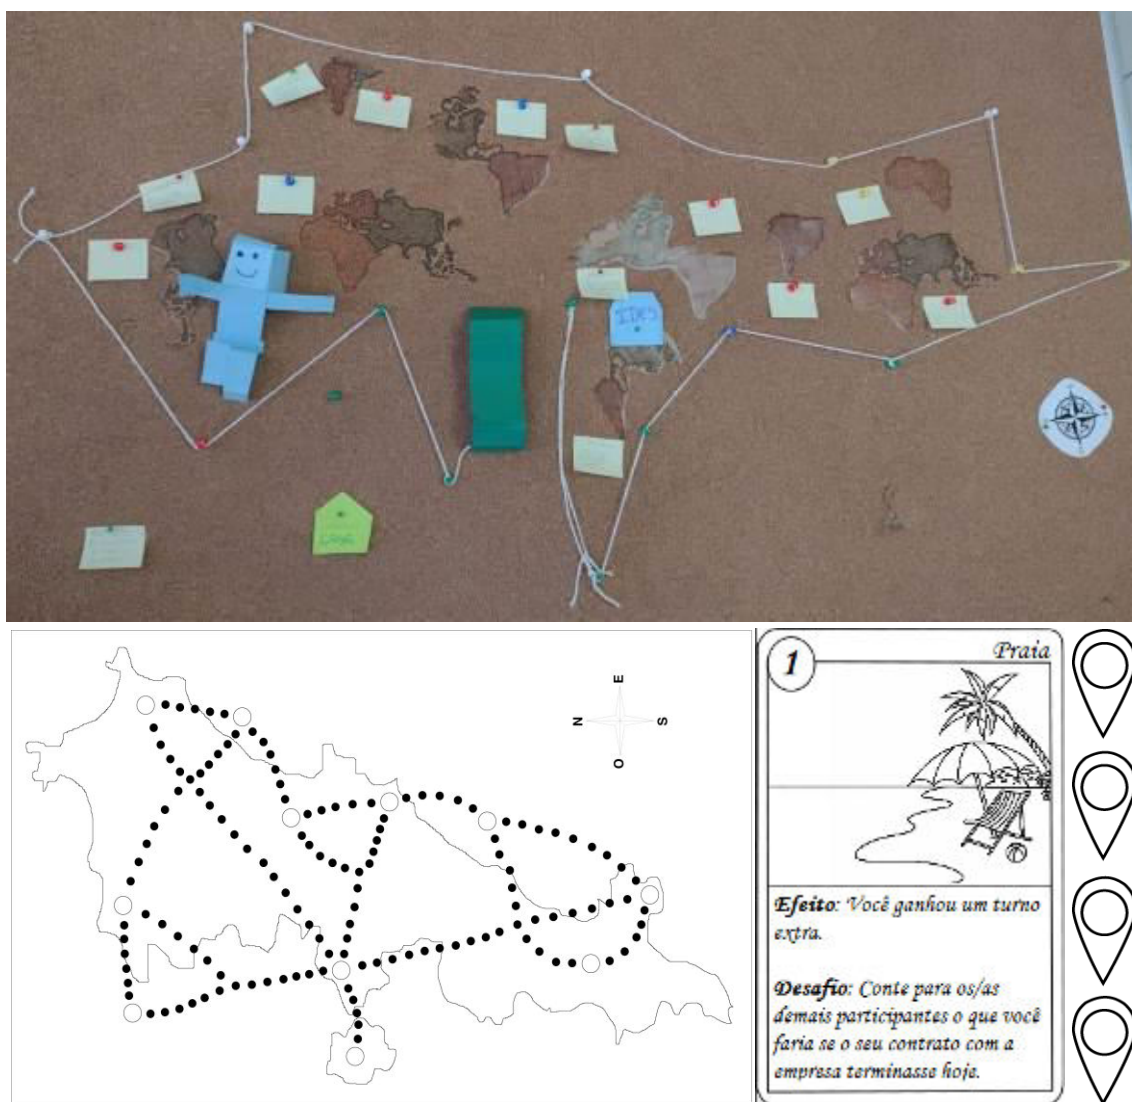 IDES
E
N
S
O
1
Praia
Efeito: Você ganhou um turno
extra.
Desafio: Conte para os/as
demais participantes o que você
faria se o seu contrato com a
empresa terminasse hoje.